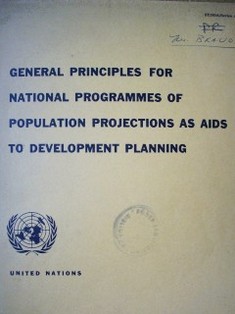 GENERAL PRINCIPLES FOR
NATIONAL PROGRAMMES OF
POPULATION PROJECTIONS AS AIDS
TO DEVELOPMENT PLANNING
UNITED NATIONS